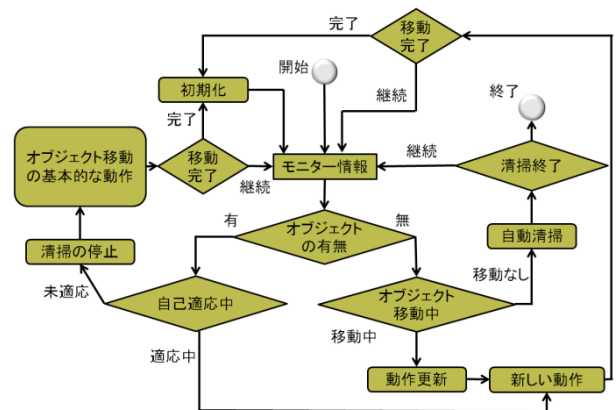 完了
移動
完了
開始
継続
終了
初期化
完了
オブジェクト移動
の基本的な動作
移動
完了
継続
モニター情報
継続
清掃終了
有
オブジェクト
の有無
無
自動清掃
清掃の停止
移動なし
未適応
自己適応中
オブジェクト
移動中
適応中
移動中
動作更新
新しい動作